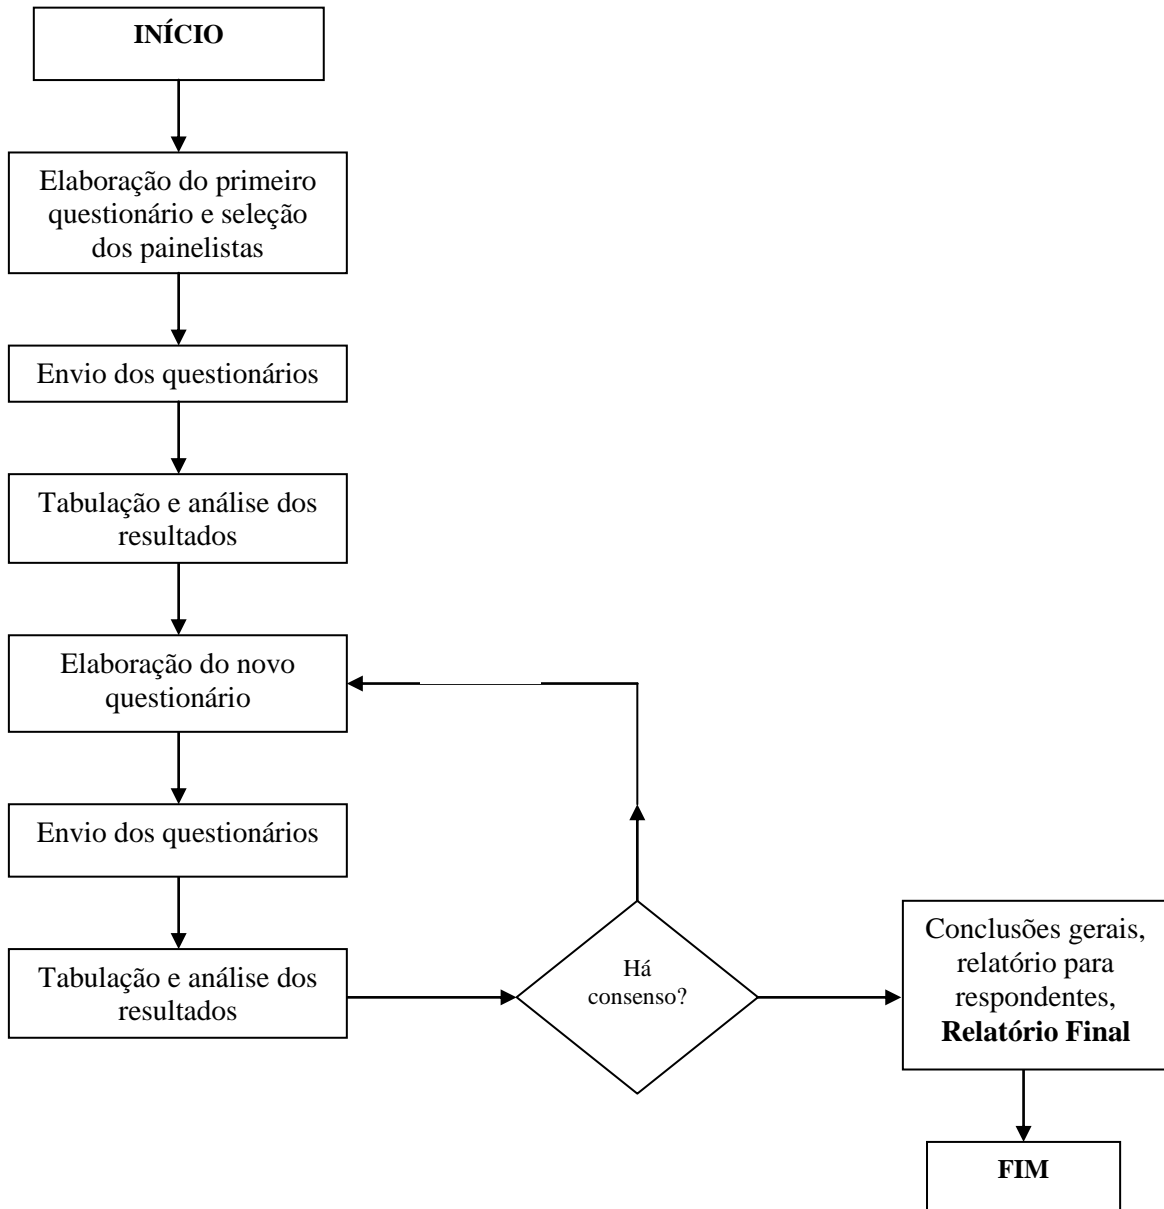 INÍCIO
Elaboração do primeiro
questionário e seleção
dos painelistas
Envio dos questionários
Tabulação e análise dos
resultados
Elaboração do novo
questionário
Envio dos questionários
Tabulação e análise dos
resultados
Há
consenso?
Conclusões gerais,
relatório para
respondentes,
Relatório Final
FIM